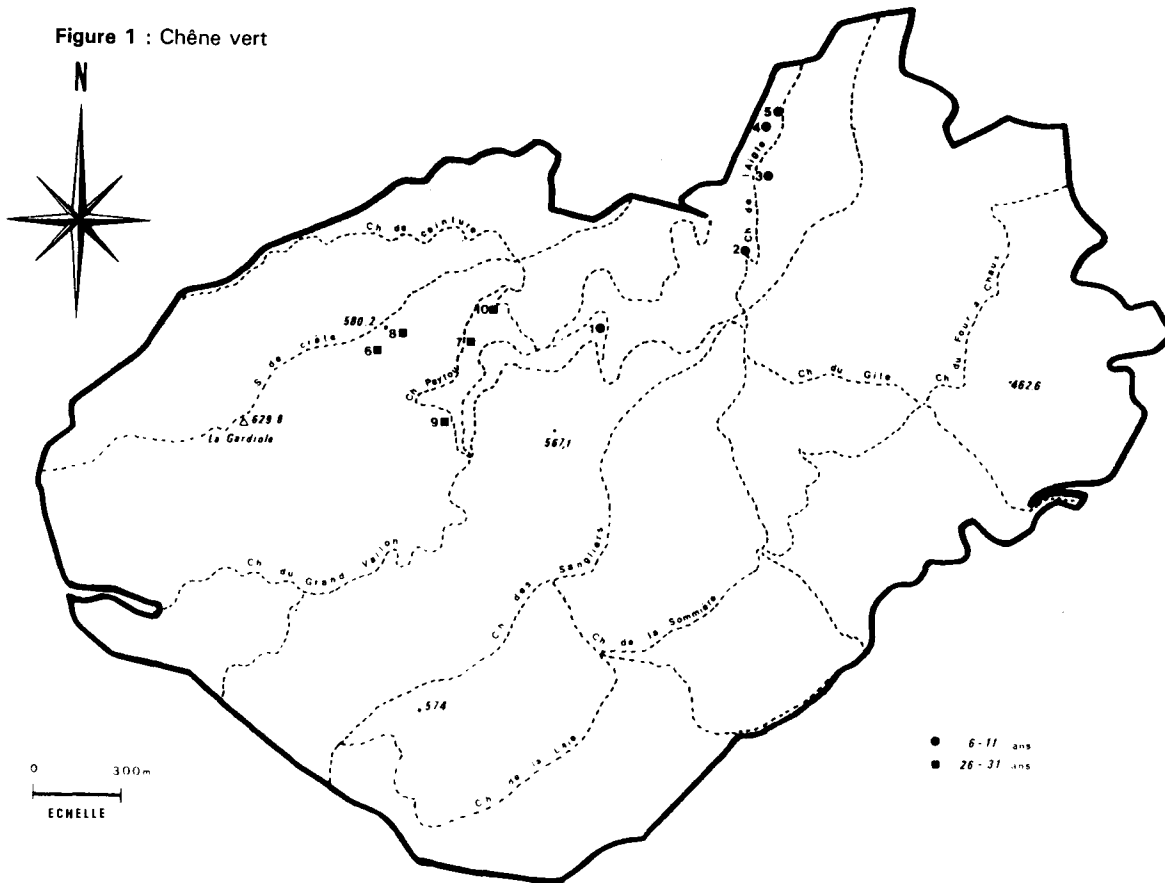 Figure 1 : Chêne vert
N
5
4
3
Ch de l'Alète
2
Ch de ceinture
10
580.2
8
7
6
1
S. de crête
Ch Peyrou
Ch du Four à Chaux
Ch du Gîte
462.6
629.8
La Gardiole
9
567,1
Ch du Grand Vallon
Ch des Sangliers
Ch de la Sommière
574
Ch de la Lole
0 300m
ECHELLE
6-11 ans
26-31 ans